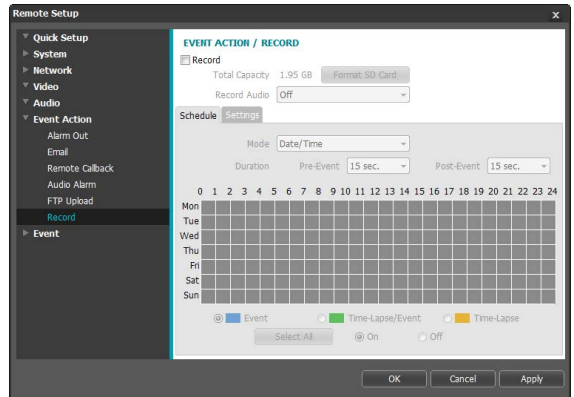 Remote Setup x
Quick Setup
System
Network
Video
Audio
Event Action
Alarm Out
Email
Remote Callback
Audio Alarm
FTP Upload
Record
Event
EVENT ACTION / RECORD
Record
Total Capacity 1.95 GB Format SD Card
Record Audio Off
Schedule Settings
Mode Date/Time
Duration Pre-Event 15 sec. Post-Event 15 sec.
0 1 2 3 4 5 6 7 8 9 10 11 12 13 14 15 16 17 18 19 20 21 22 23 24
Mon
Tue
Wed
Thu
Fri
Sat
Sun
Event Time-Lapse/Event Time-Lapse
Select All On Off
OK Cancel Apply